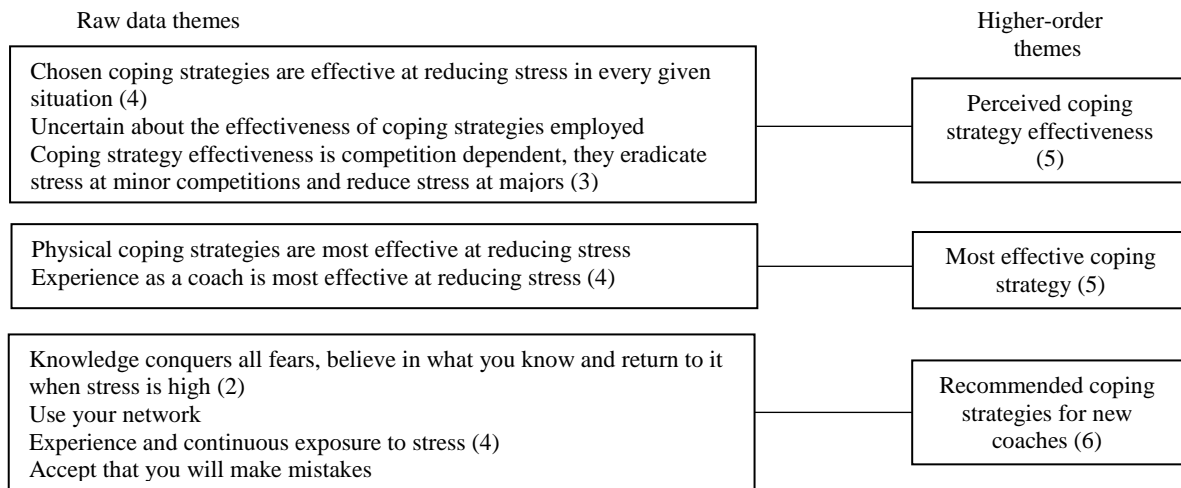 Raw data themes
Higher-order
themes
Chosen coping strategies are effective at reducing stress in every given
situation (4)
Uncertain about the effectiveness of coping strategies employed
Coping strategy effectiveness is competition dependent, they eradicate
stress at minor competitions and reduce stress at majors (3)
Perceived coping
strategy effectiveness
(5)
Physical coping strategies are most effective at reducing stress
Experience as a coach is most effective at reducing stress (4)
Most effective coping
strategy (5)
Knowledge conquers all fears, believe in what you know and return to it
when stress is high (2)
Use your network
Experience and continuous exposure to stress (4)
Accept that you will make mistakes
Recommended coping
strategies for new
coaches (6)